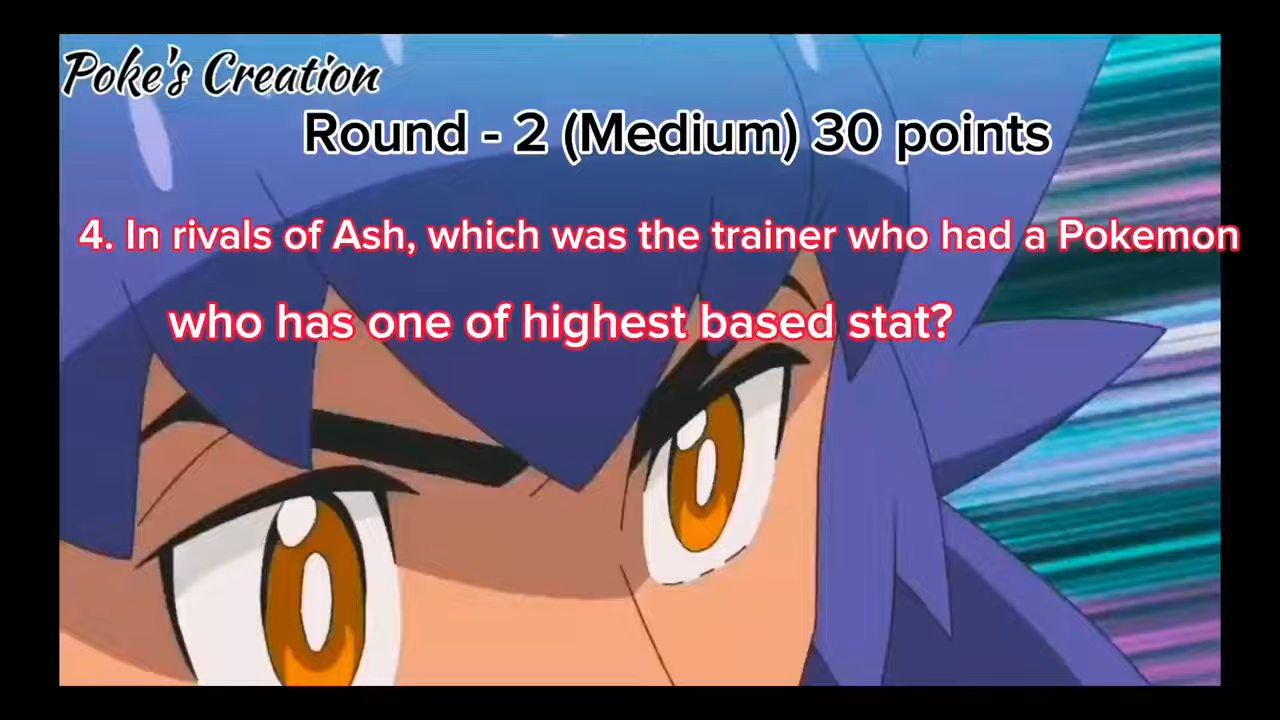 Poke's Creation
Round - 2 (Medium) 30 points
4. In rivals of Ash, which was the trainer who had a Pokemon
who has one of highest based stat?